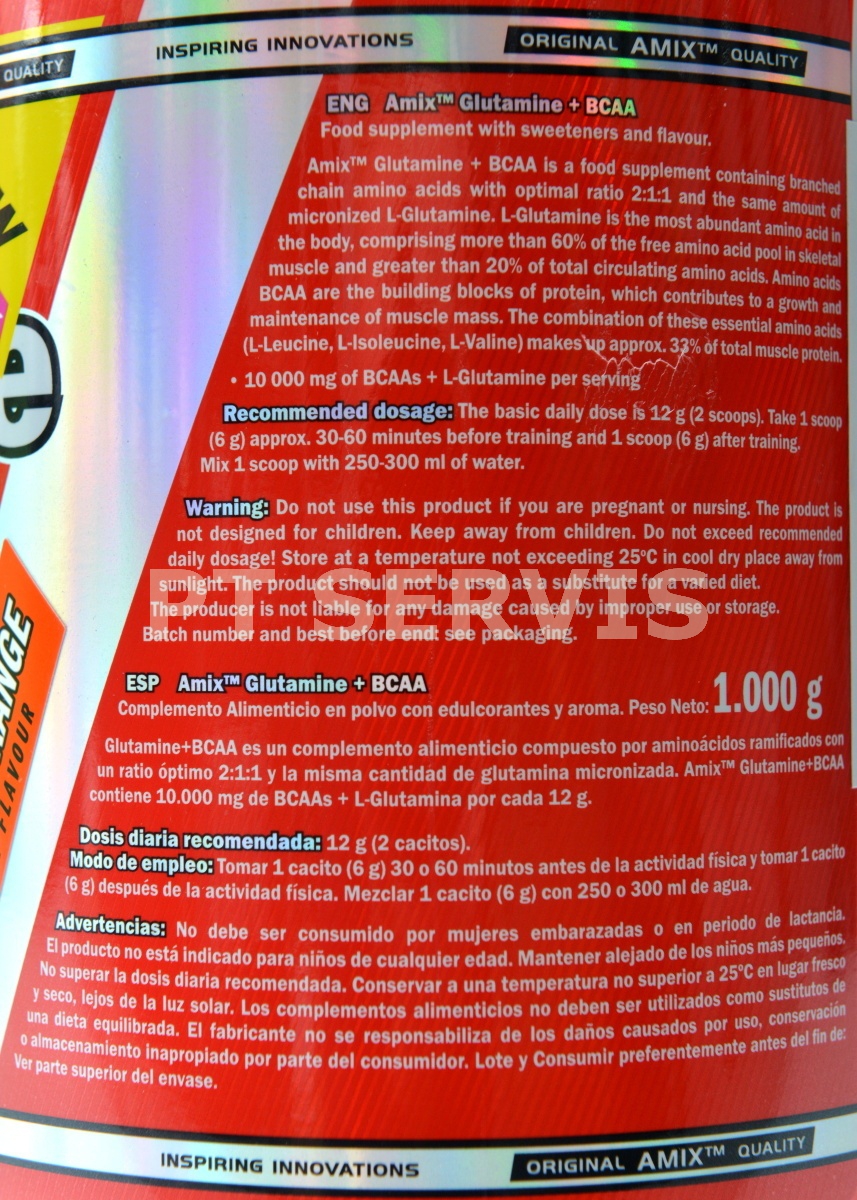 QUALITY
INSPIRING INNOVATIONS
ORIGINAL AMIX™ QUALITY
ENG Amix™ Glutamine + BCAA
Food supplement with sweeteners and flavour.
Amix™ Glutamine + BCAA is a food supplement containing branched
chain amino acids with optimal ratio 2:1:1 and the same amount of
micronized L-Glutamine. L-Glutamine is the most abundant amino acid in
the body, comprising more than 60% of the free amino acid pool in skeletal
muscle and greater than 20% of total circulating amino acids. Amino acids
BCAA are the building blocks of protein, which contributes to a growth and
maintenance of muscle mass. The combination of these essential amino acids
(L-Leucine, L-Isoleucine, L-Valine) makes up approx. 33% of total muscle protein.
• 10 000 mg of BCAAs + L-Glutamine per serving
Recommended dosage: The basic daily dose is 12 g (2 scoops). Take 1 scoop
(6 g) approx. 30-60 minutes before training and 1 scoop (6 g) after training.
Mix 1 scoop with 250-300 ml of water.
Warning: Do not use this product if you are pregnant or nursing. The product is
not designed for children. Keep away from children. Do not exceed recommended
daily dosage! Store at a temperature not exceeding 25°C in cool dry place away from
sunlight. The product should not be used as a substitute for a varied diet.
The producer is not liable for any damage caused by improper use or storage.
Batch number and best before end: see packaging.
PT SERVIS
ESP Amix™ Glutamine + BCAA
Complemento Alimenticio en polvo con edulcorantes y aroma. Peso Neto: 1.000 g
Glutamine+BCAA es un complemento alimenticio compuesto por aminoácidos ramificados con
un ratio óptimo 2:1:1 y la misma cantidad de glutamina micronizada. Amix™ Glutamine+BCAA
contiene 10.000 mg de BCAAs + L-Glutamina por cada 12 g.
Dosis diaria recomendada: 12 g (2 cacitos).
Modo de empleo: Tomar 1 cacito (6 g) 30 o 60 minutos antes de la actividad física y tomar 1 cacito
(6 g) después de la actividad física. Mezclar 1 cacito (6 g) con 250 o 300 ml de agua.
Advertencias: No debe ser consumido por mujeres embarazadas o en periodo de lactancia.
El producto no está indicado para niños de cualquier edad. Mantener alejado de los niños más pequeños.
No superar la dosis diaria recomendada. Conservar a una temperatura no superior a 25°C en lugar fresco
y seco, lejos de la luz solar. Los complementos alimenticios no deben ser utilizados como sustitutos de
una dieta equilibrada. El fabricante no se responsabiliza de los daños causados por uso, conservación
o almacenamiento inapropiado por parte del consumidor. Lote y Consumir preferentemente antes del fin de:
Ver parte superior del envase.
FLAVOUR
INSPIRING INNOVATIONS
ORIGINAL AMIX™ QUALITY